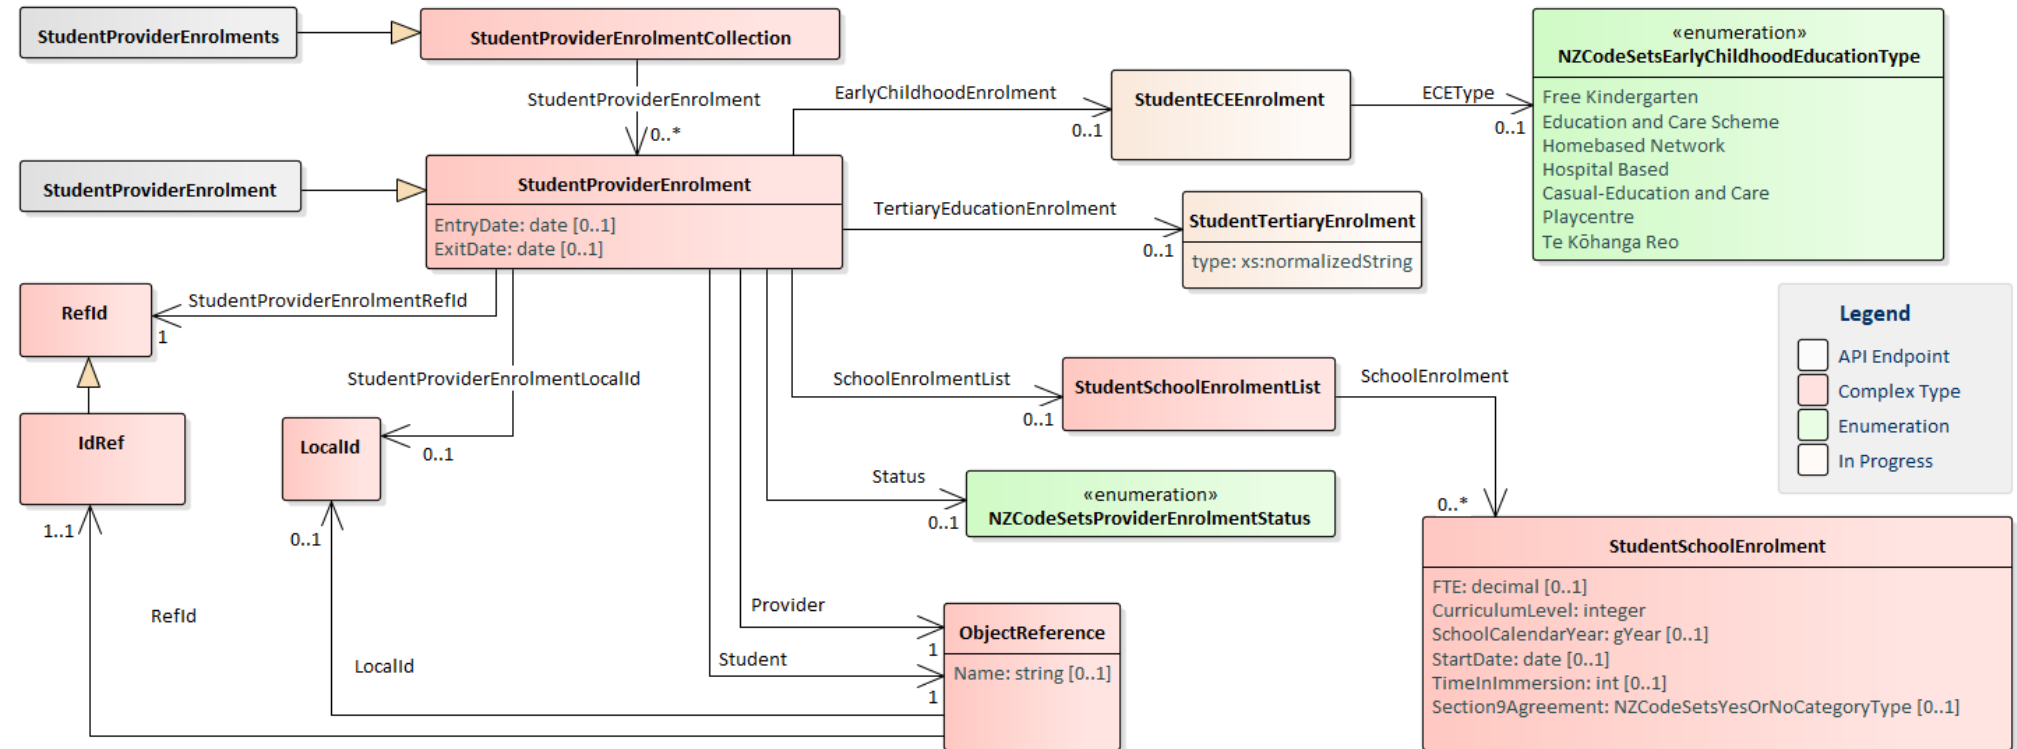 StudentProviderEnrolments
StudentProviderEnrolmentCollection
StudentProviderEnrolment
0..*
EarlyChildhoodEnrolment
0..1
StudentECEEnrolment
ECEType
0..1
«enumeration»
NZCodeSetsEarlyChildhoodEducationType
Free Kindergarten
Education and Care Scheme
Homebased Network
Hospital Based
Casual-Education and Care
Playcentre
Te Kōhanga Reo
StudentProviderEnrolment
StudentProviderEnrolment
EntryDate: date [0..1]
ExitDate: date [0..1]
TertiaryEducationEnrolment
0..1
StudentTertiaryEnrolment
type: xs:normalizedString
RefId
StudentProviderEnrolmentRefId
1
StudentProviderEnrolmentLocalId
0..1
IdRef
1..1
LocalId
0..1
SchoolEnrolmentList
0..1
StudentSchoolEnrolmentList
SchoolEnrolment
0..*
Legend
API Endpoint
Complex Type
Enumeration
In Progress
Status
0..1
«enumeration»
NZCodeSetsProviderEnrolmentStatus
RefId
LocalId
Provider
1
Student
1
ObjectReference
Name: string [0..1]
StudentSchoolEnrolment
FTE: decimal [0..1]
CurriculumLevel: integer
SchoolCalendarYear: gYear [0..1]
StartDate: date [0..1]
TimeInImmersion: int [0..1]
Section9Agreement: NZCodeSetsYesOrNoCategoryType [0..1]